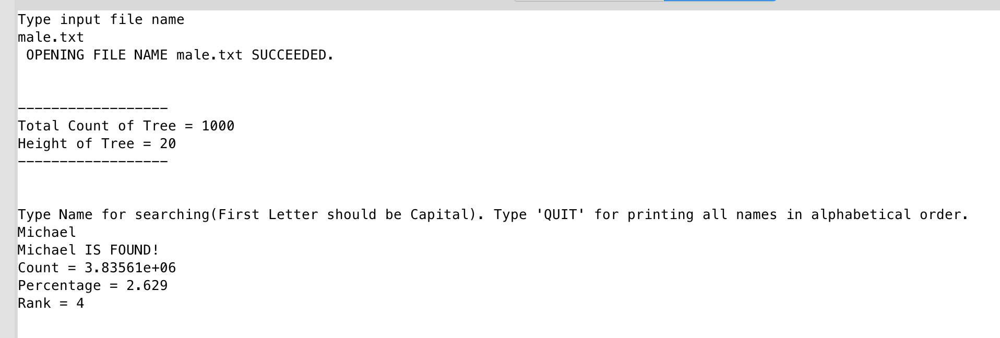 Type input file name
male.txt
 OPENING FILE NAME male.txt SUCCEEDED.
------------------
Total Count of Tree = 1000
Height of Tree = 20
------------------
Type Name for searching(First Letter should be Capital). Type 'QUIT' for printing all names in alphabetical order.
Michael
Michael IS FOUND!
Count = 3.83561e+06
Percentage = 2.629
Rank = 4